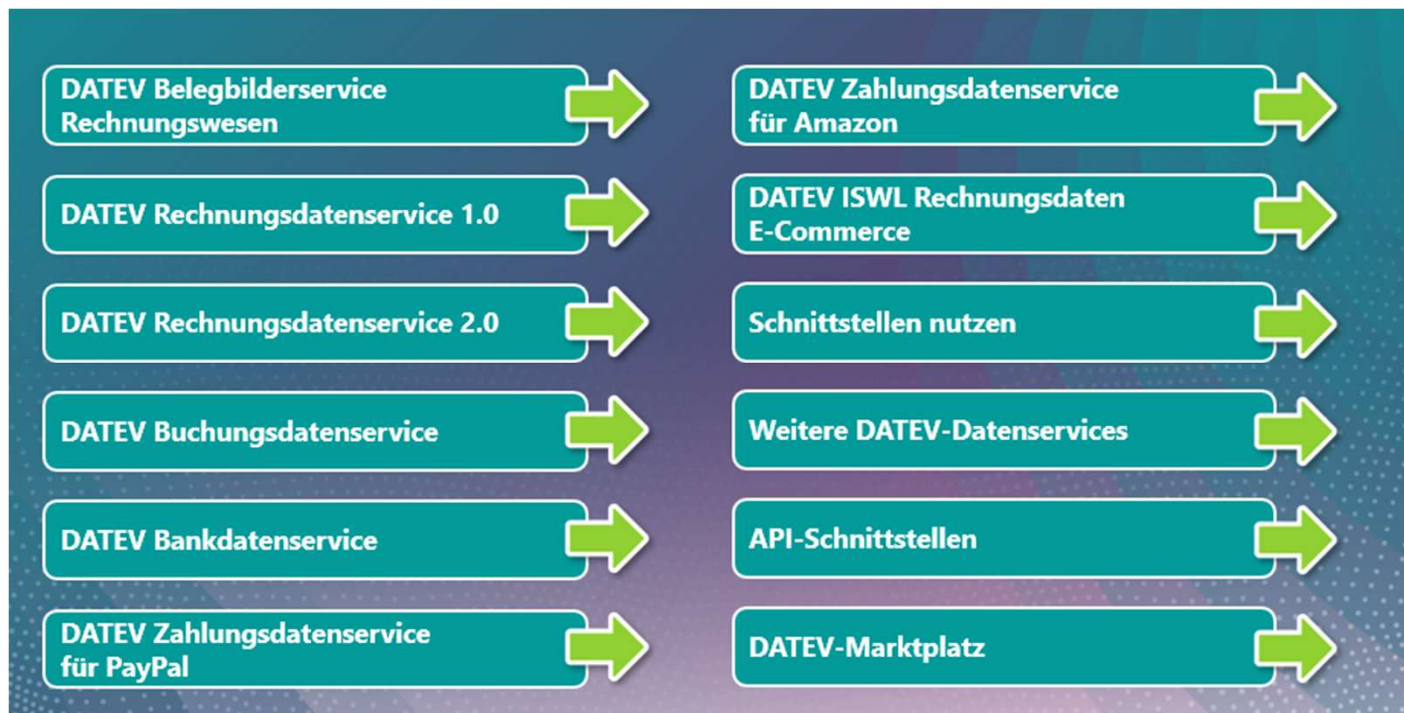 DATEV Belegbilderservice
Rechnungswesen
DATEV Rechnungsdatenservice 1.0
DATEV Rechnungsdatenservice 2.0
DATEV Buchungsdatenservice
DATEV Bankdatenservice
DATEV Zahlungsdatenservice
für PayPal
DATEV Zahlungsdatenservice
für Amazon
DATEV ISWL Rechnungsdaten
E-Commerce
Schnittstellen nutzen
Weitere DATEV-Datenservices
API-Schnittstellen
DATEV-Marktplatz